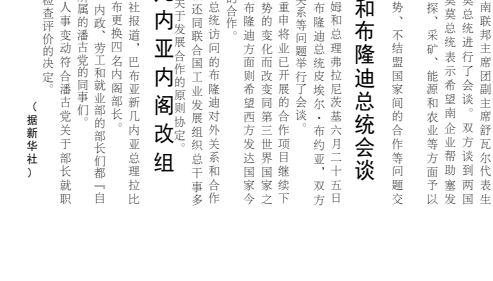 南联邦主席团副主席舒瓦尔代表生
莫总统进行了会谈。双方谈到两国
莫莫总统表示希望南企业帮助塞发
探、采矿、能源和农业等方面予以
势、不结盟国家间的合作等问题交
和布隆迪总统会谈
姆和总理弗拉尼茨基六月二十五日
布隆迪总统皮埃尔·布约亚，双方
关系等问题举行了会谈。
重申将业已开展的合作项目继续下
势的变化而改变同第三世界国家之
布隆迪方面则希望西方发达国家今
的合作。
总统访问的布隆迪对外关系和合作
还同联合国工业发展组织总干事多
关于发展合作的原则协定。
几内亚内阁改组
社报道，巴布亚新几内亚总理拉比
布更换四名内阁部长。
内政、劳工和就业部的部长们都『自
所属的潘古党的同事们。
人事变动符合潘古党关于部长就职
检查评价的决定。
（据新华社）